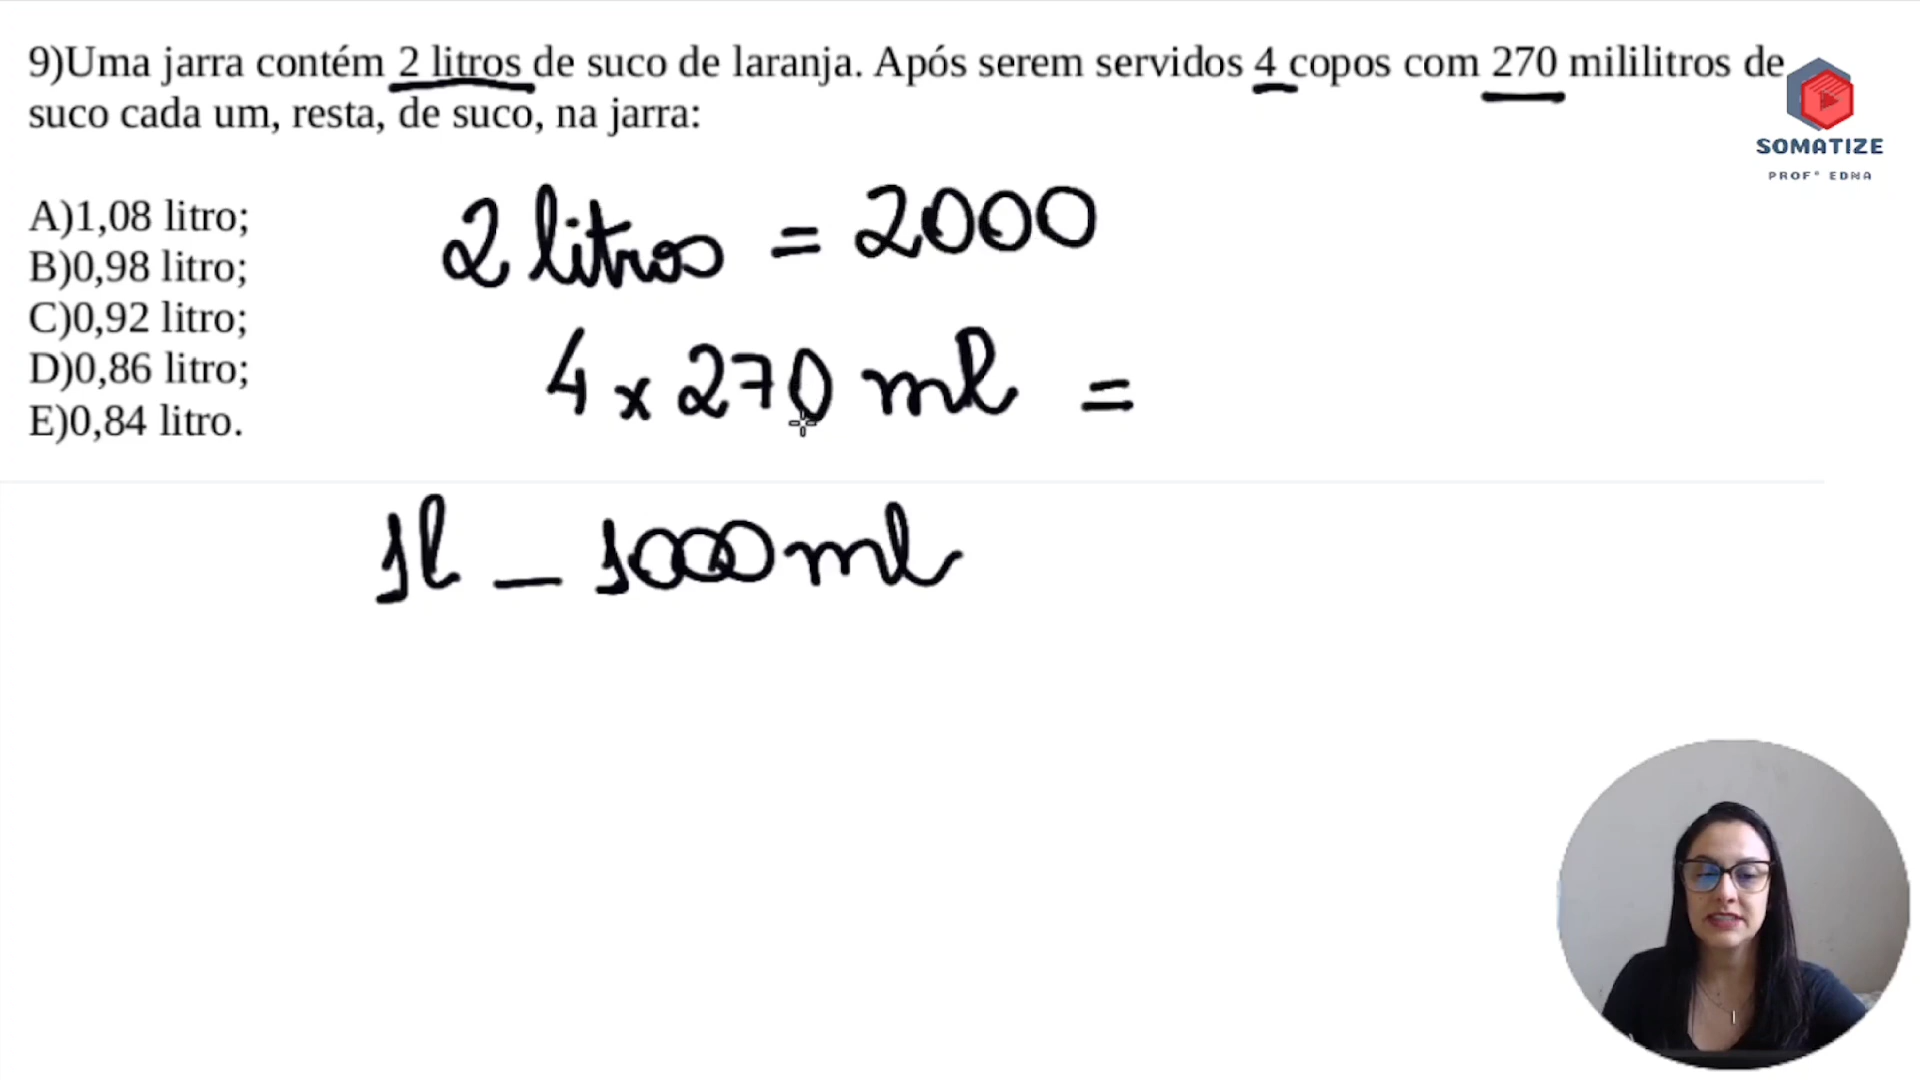 9)Uma jarra contém 2 litros de suco de laranja. Após serem servidos 4 copos com 270 mililitros de
suco cada um, resta, de suco, na jarra:
SOMATIZE
PROFª EDNA
A)1,08 litro;
B)0,98 litro;
C)0,92 litro;
D)0,86 litro;
E)0,84 litro.
2 litros = 2000
4 x 270 ml =
1l - 1000 ml